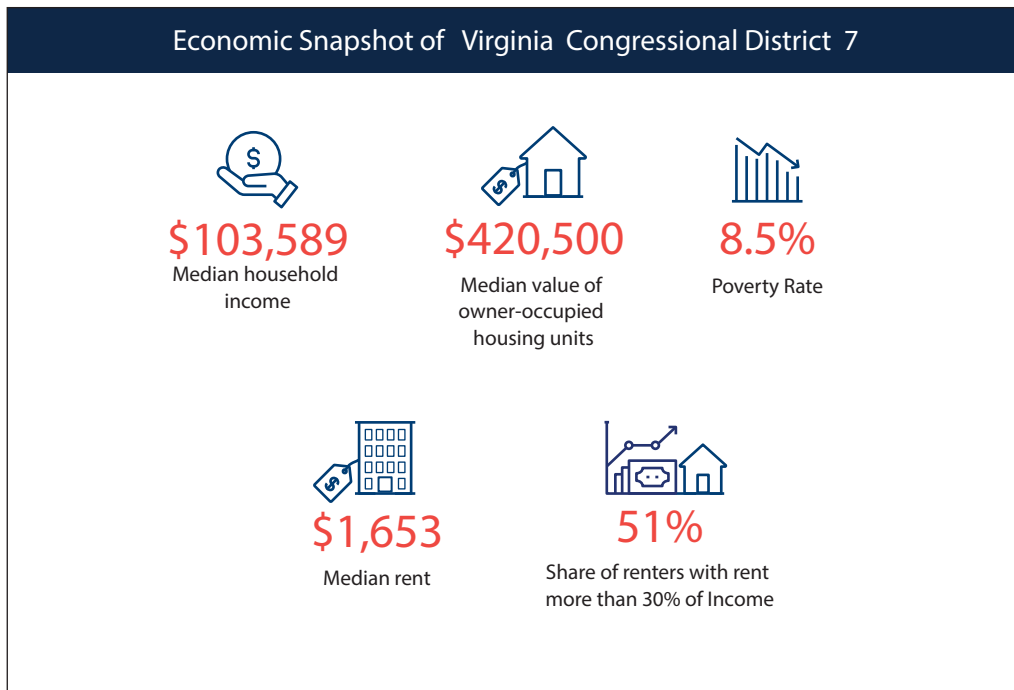 Economic Snapshot of Virginia Congressional District 7
$
$103,589
Median household
income
$
$420,500
Median value of
owner-occupied
housing units
8.5%
Poverty Rate
$
$1,653
Median rent
51%
Share of renters with rent
more than 30% of Income